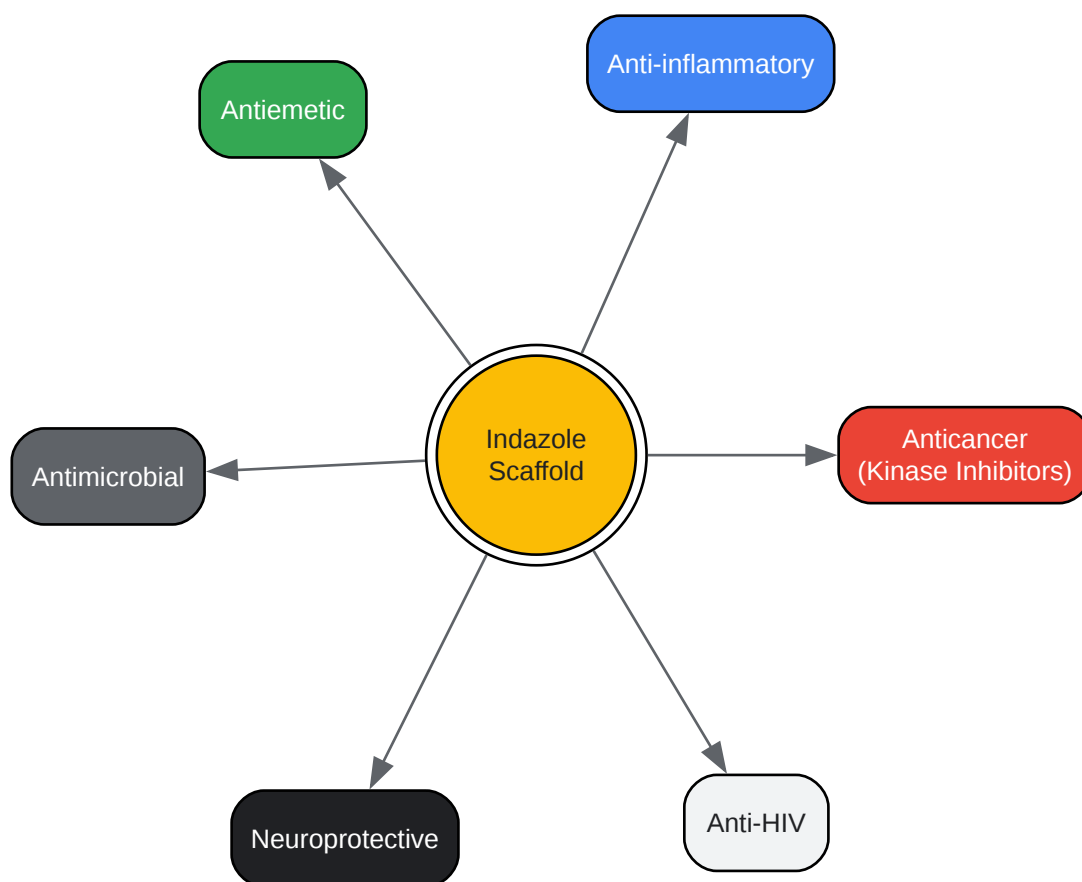 Anti-inflammatory
Antiemetic
Indazole
Scaffold
Anticancer
(Kinase Inhibitors)
Antimicrobial
Anti-HIV
Neuroprotective